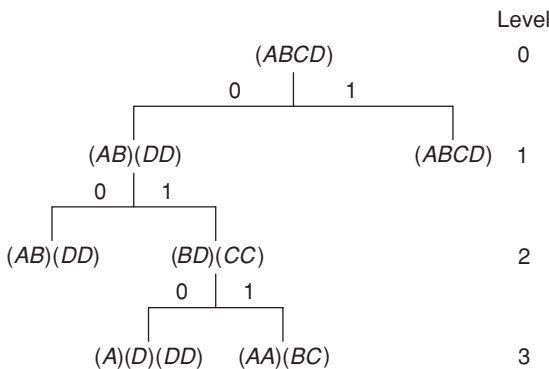 Level
(ABCD) 0
0 1
(AB)(DD) (ABCD) 1
0 1
(AB)(DD) (BD)(CC) 2
0 1
(A)(D)(DD) (AA)(BC) 3